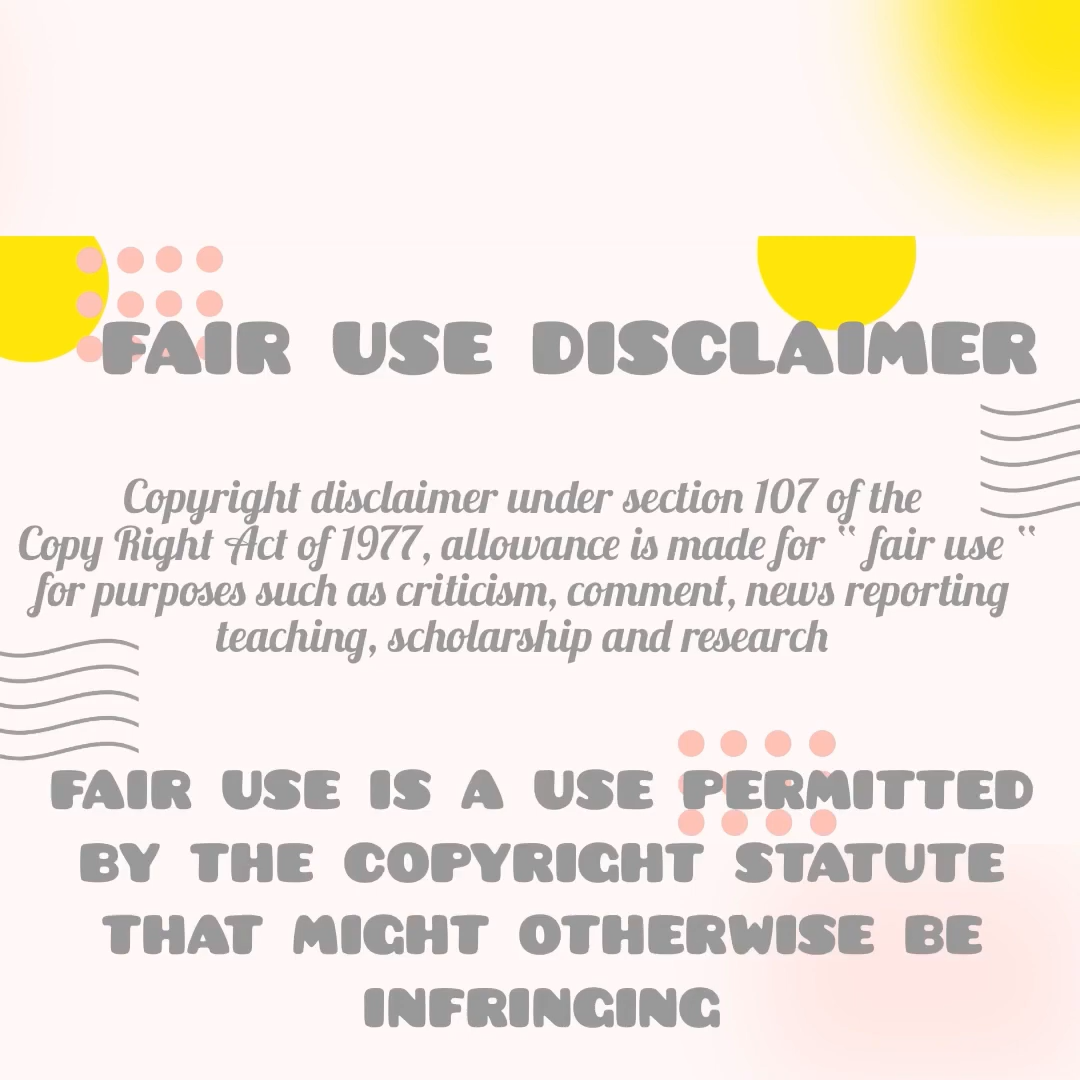 FAIR USE DISCLAIMER
Copyright disclaimer under section 107 of the
Copy Right Act of 1977, allowance is made for “ fair use “
for purposes such as criticism, comment, news reporting
teaching, scholarship and research
FAIR USE IS A USE PERMITTED
BY THE COPYRIGHT STATUTE
THAT MIGHT OTHERWISE BE
INFRINGING